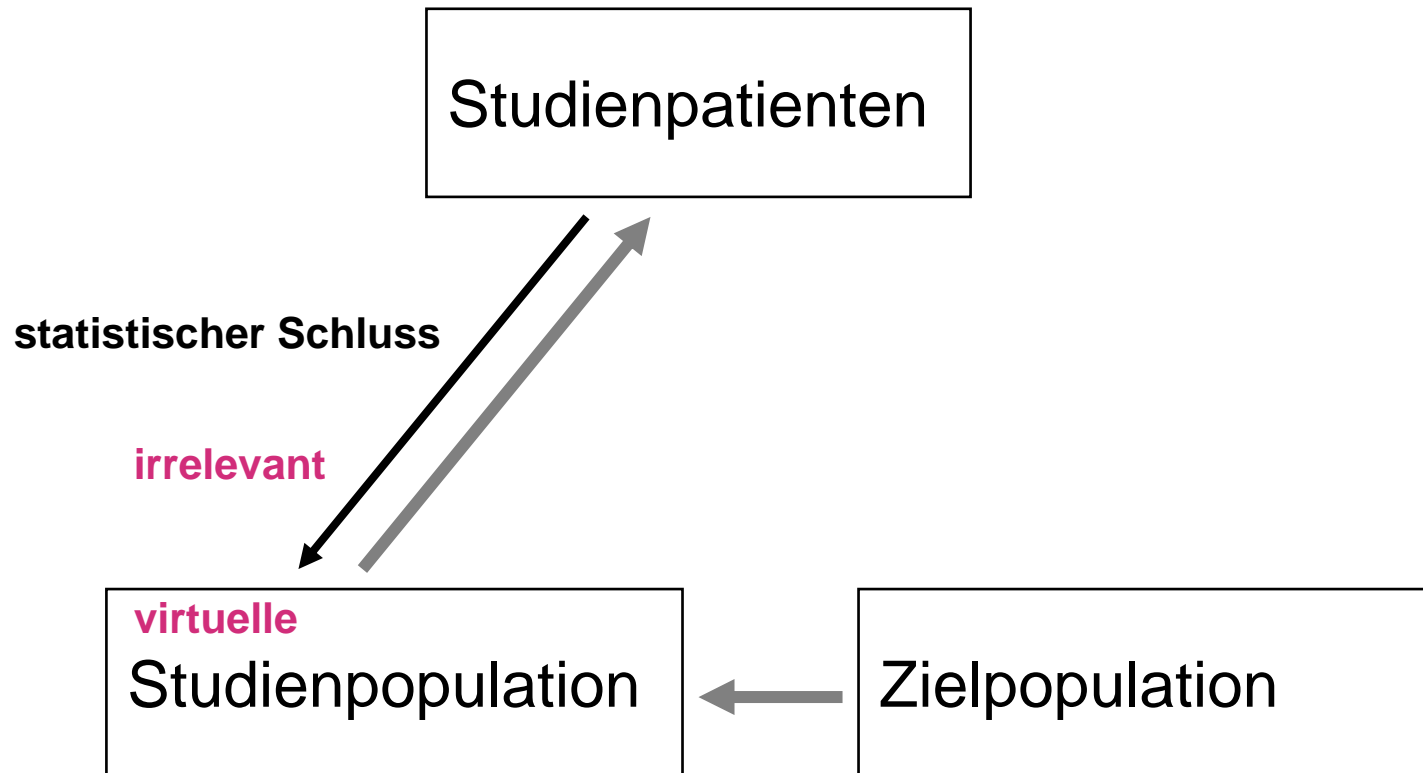 Studienpatienten
statistischer Schluss
irrelevant
virtuelle
Studienpopulation
Zielpopulation